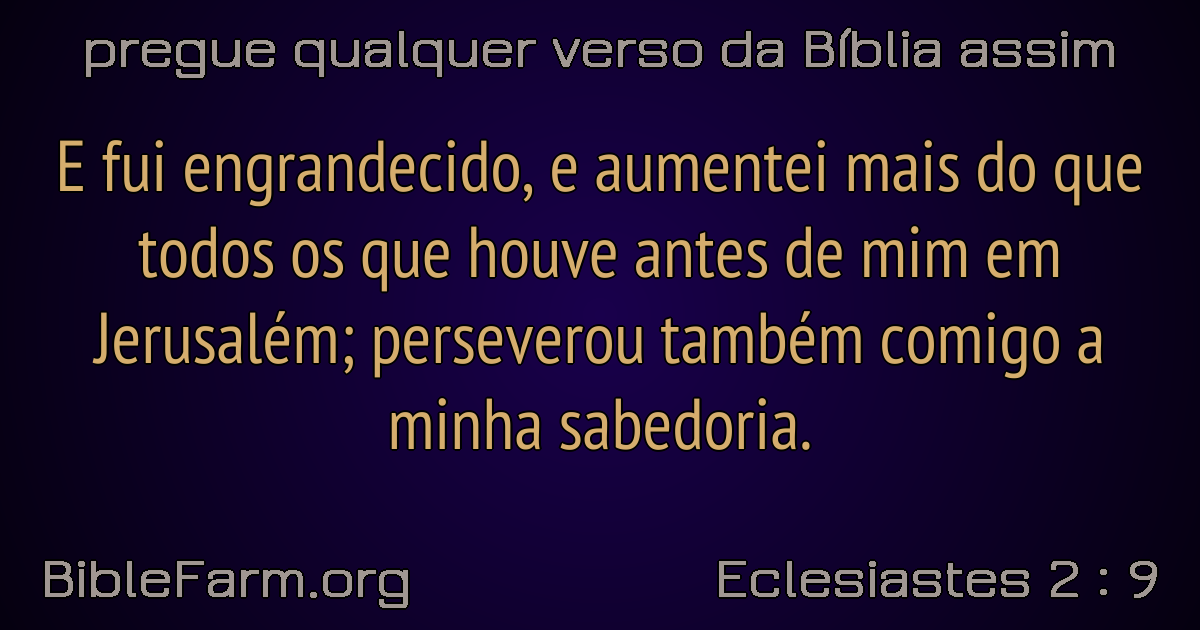 pregue qualquer verso da Bíblia assim
E fui engrandecido, e aumentei mais do que
todos os que houve antes de mim em
Jerusalém; perseverou também comigo a
minha sabedoria.
BibleFarm.org
Eclesiastes 2 : 9